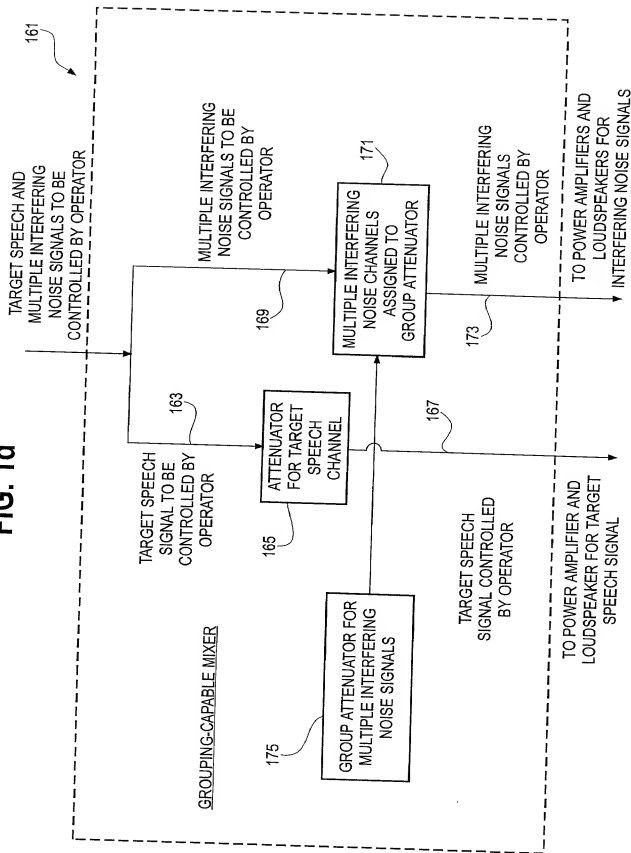 FIG. 1d
161
TARGET SPEECH AND
MULTIPLE INTERFERING
NOISE SIGNALS TO BE
CONTROLLED BY OPERATOR
GROUPING-CAPABLE MIXER
TARGET SPEECH
SIGNAL TO BE
CONTROLLED BY
OPERATOR
163
MULTIPLE INTERFERING
NOISE SIGNALS TO BE
CONTROLLED BY
OPERATOR
169
ATTENUATOR
FOR TARGET
SPEECH
CHANNEL
165
MULTIPLE INTERFERING
NOISE CHANNELS
ASSIGNED TO
GROUP ATTENUATOR
171
GROUP ATTENUATOR FOR
MULTIPLE INTERFERING
NOISE SIGNALS
175
TARGET SPEECH
SIGNAL CONTROLLED
BY OPERATOR
167
MULTIPLE INTERFERING
NOISE SIGNALS
CONTROLLED BY
OPERATOR
173
TO POWER AMPLIFIER AND
LOUDSPEAKER FOR TARGET
SPEECH SIGNAL
TO POWER AMPLIFIERS AND
LOUDSPEAKERS FOR
INTERFERING NOISE SIGNALS